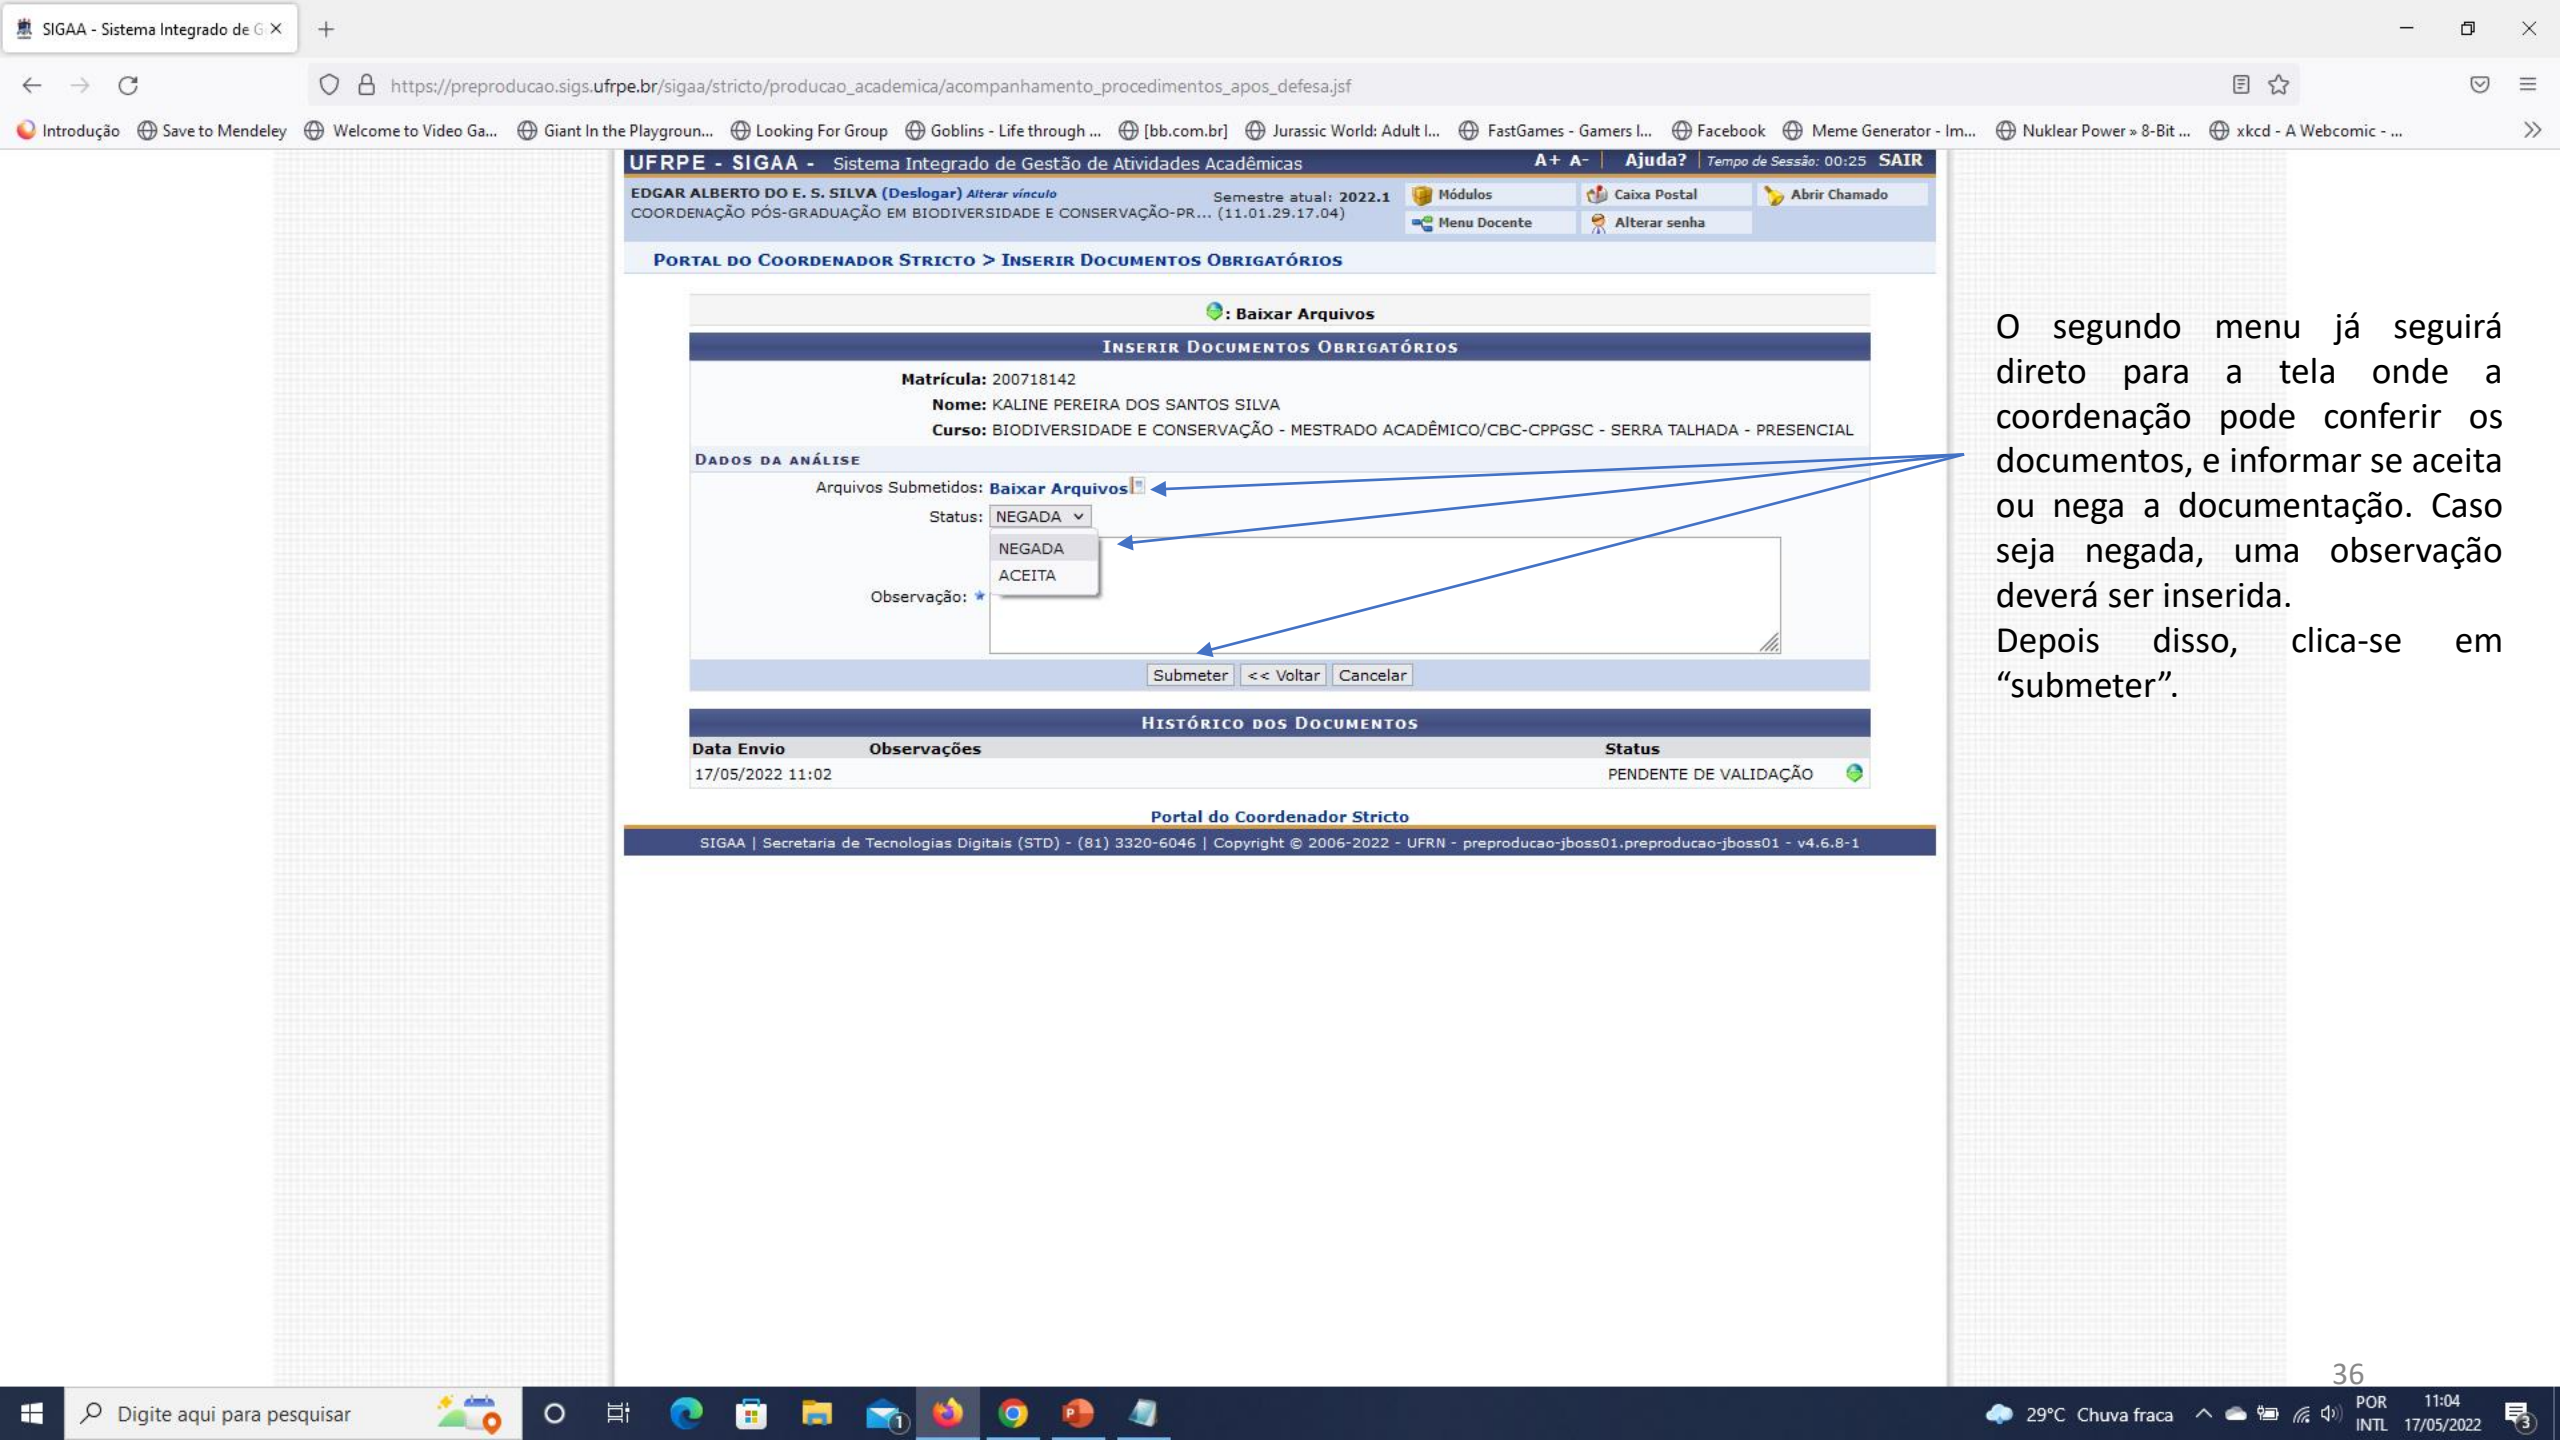 SIGAA - Sistema Integrado de G
https://preproducao.sigs.ufrpe.br/sigaa/stricto/producao_academica/acompanhamento_procedimentos_apos_defesa.jsf
Introdução Save to Mendeley Welcome to Video Ga... Giant In the Playgroun... Looking For Group Goblins - Life through ... [bb.com.br] Jurassic World: Adult I... FastGames - Gamers I... Facebook Meme Generator - Im... Nuklear Power » 8-Bit ... xkcd - A Webcomic - ...
UFRPE - SIGAA - Sistema Integrado de Gestão de Atividades Acadêmicas A+ A- | Ajuda? | Tempo de Sessão: 00:25 SAIR
EDGAR ALBERTO DO E. S. SILVA (Deslogar) Alterar vínculo Semestre atual: 2022.1 Módulos Caixa Postal Abrir Chamado
COORDENAÇÃO PÓS-GRADUAÇÃO EM BIODIVERSIDADE E CONSERVAÇÃO-PR... (11.01.29.17.04)
Menu Docente Alterar senha
PORTAL DO COORDENADOR STRICTO > INSERIR DOCUMENTOS OBRIGATÓRIOS
: Baixar Arquivos
INSERIR DOCUMENTOS OBRIGATÓRIOS
Matrícula: 200718142
Nome: KALINE PEREIRA DOS SANTOS SILVA
Curso: BIODIVERSIDADE E CONSERVAÇÃO - MESTRADO ACADÊMICO/CBC-CPPGSC - SERRA TALHADA - PRESENCIAL
DADOS DA ANÁLISE
Arquivos Submetidos: Baixar Arquivos
Status: NEGADA
NEGADA
ACEITA
Observação:
Submeter << Voltar Cancelar
HISTÓRICO DOS DOCUMENTOS
Data Envio Observações Status
17/05/2022 11:02 PENDENTE DE VALIDAÇÃO
Portal do Coordenador Stricto
SIGAA | Secretaria de Tecnologias Digitais (STD) - (81) 3320-6046 | Copyright © 2006-2022 - UFRN - preproducao-jboss01.preproducao-jboss01 - v4.6.8-1
O segundo menu já seguirá
direto para a tela onde a
coordenação pode conferir os
documentos, e informar se aceita
ou nega a documentação. Caso
seja negada, uma observação
deverá ser inserida.
Depois disso, clica-se em
“submeter”.
36
Digite aqui para pesquisar
1
29°C Chuva fraca
POR 11:04
INTL 17/05/2022
3